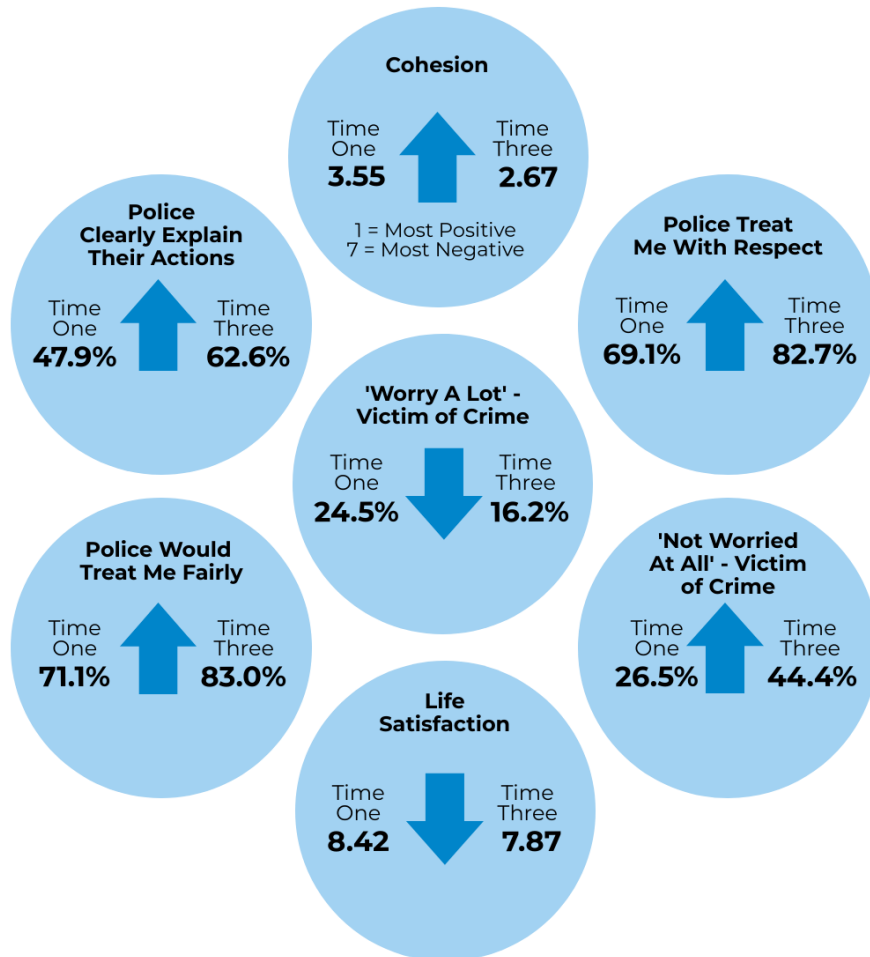 Cohesion
Time
One
3.55
Time
Three
2.67
1 = Most Positive
7 = Most Negative
Police
Clearly Explain
Their Actions
Time
One
47.9%
Time
Three
62.6%
Police Treat
Me With Respect
Time
One
69.1%
Time
Three
82.7%
'Worry A Lot' -
Victim of Crime
Time
One
24.5%
Time
Three
16.2%
Police Would
Treat Me Fairly
Time
One
71.1%
Time
Three
83.0%
'Not Worried
At All' - Victim
of Crime
Time
One
26.5%
Time
Three
44.4%
Life
Satisfaction
Time
One
8.42
Time
Three
7.87